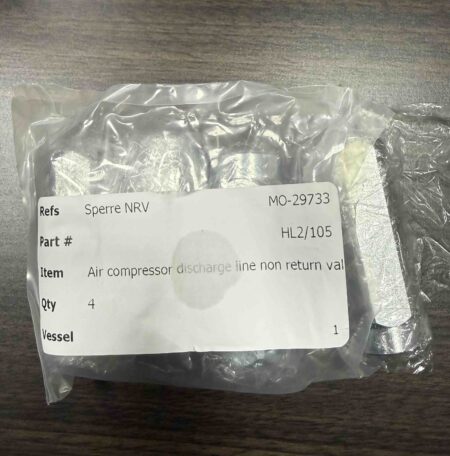 Refs Sperre NRV MO-29733
Part # HL2/105
Item Air compressor discharge line non return val
Qty 4
Vessel 1